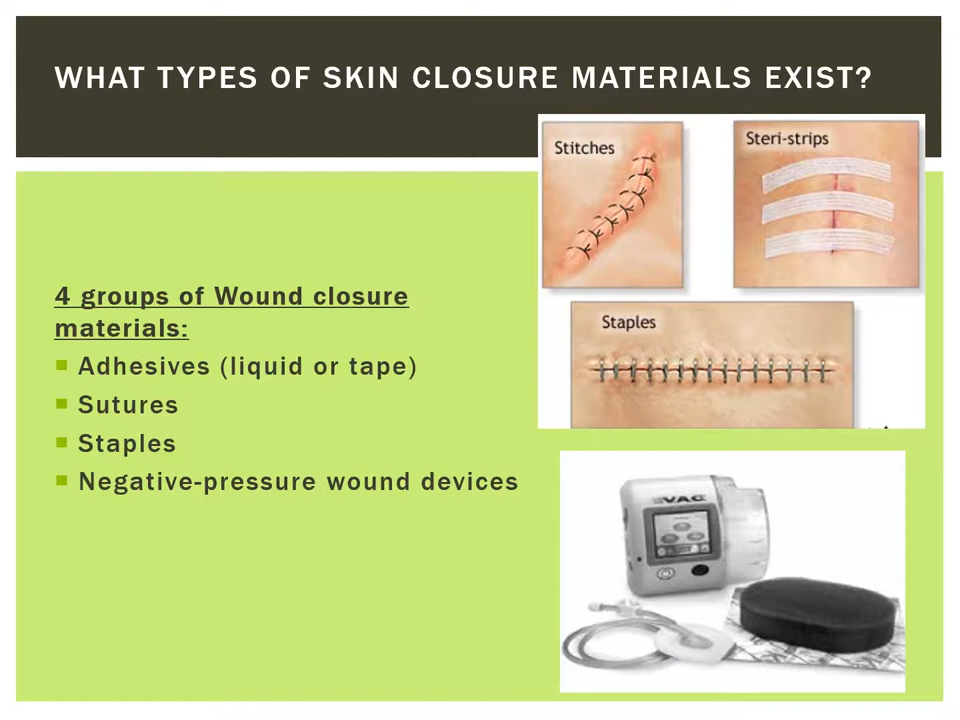 WHAT TYPES OF SKIN CLOSURE MATERIALS EXIST?
Stitches
Steri-strips
Staples
4 groups of Wound closure
materials:
Adhesives (liquid or tape)
Sutures
Staples
Negative-pressure wound devices
VAC